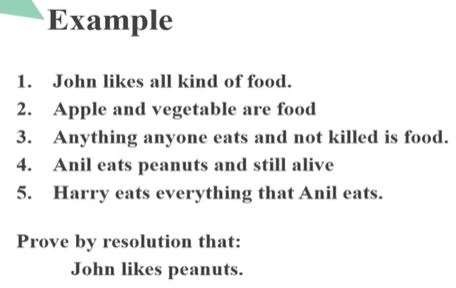 Example
1. John likes all kind of food.
2. Apple and vegetable are food
3. Anything anyone eats and not killed is food.
4. Anil eats peanuts and still alive
5. Harry eats everything that Anil eats.
Prove by resolution that:
John likes peanuts.